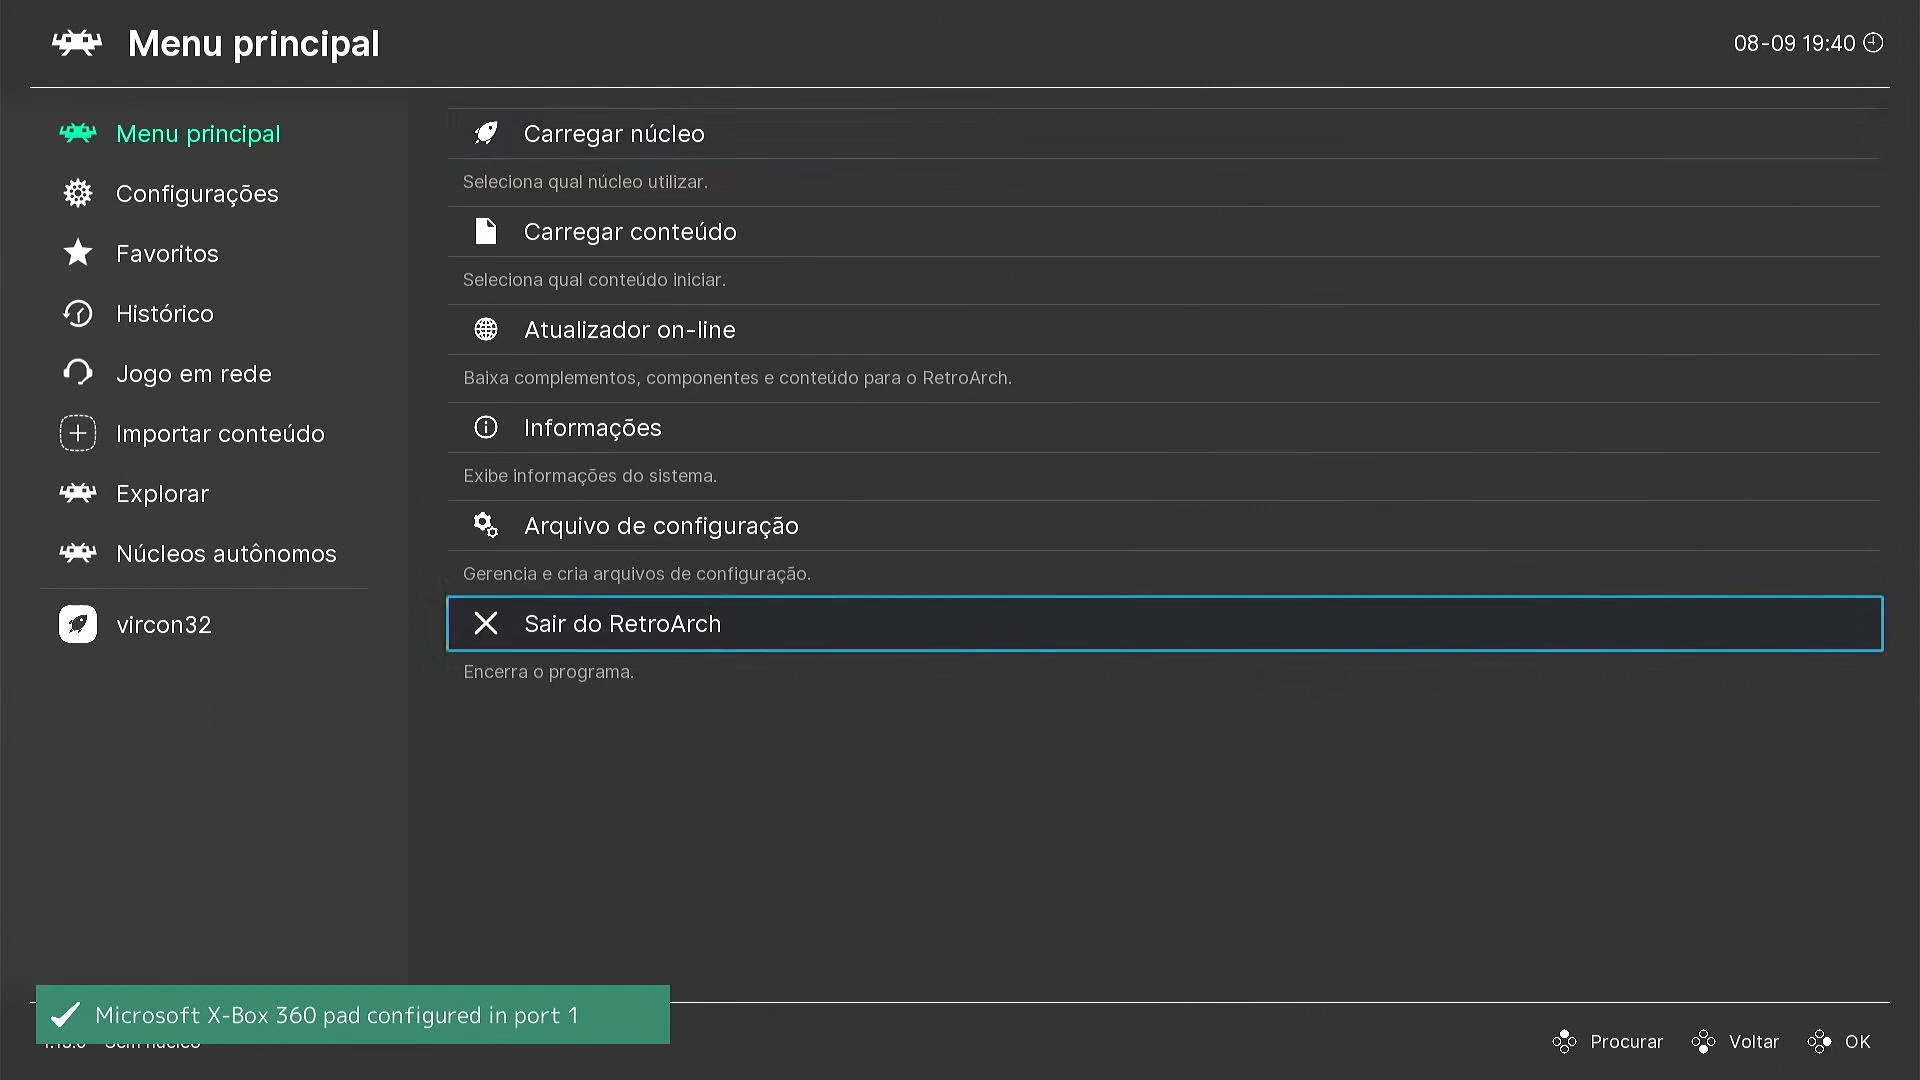 Menu principal
08-09 19:40
Menu principal
Configurações
Favoritos
Histórico
Jogo em rede
Importar conteúdo
Explorar
Núcleos autônomos
vircon32
Carregar núcleo
Seleciona qual núcleo utilizar.
Carregar conteúdo
Seleciona qual conteúdo iniciar.
Atualizador on-line
Baixa complementos, componentes e conteúdo para o RetroArch.
Informações
Exibe informações do sistema.
Arquivo de configuração
Gerencia e cria arquivos de configuração.
Sair do RetroArch
Encerra o programa.
Microsoft X-Box 360 pad configured in port 1
Procurar Voltar OK